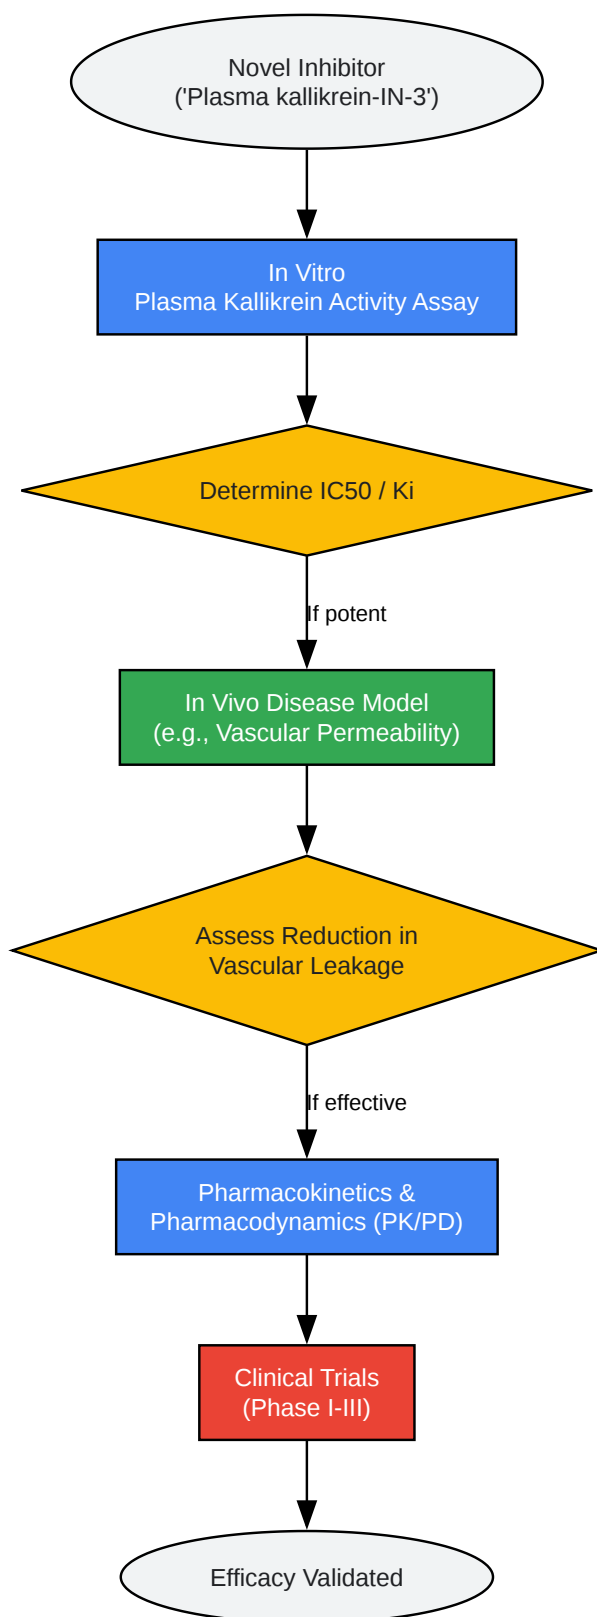 Novel Inhibitor
('Plasma kallikrein-IN-3')
In Vitro
Plasma Kallikrein Activity Assay
Determine IC50 / Ki
If potent
In Vivo Disease Model
(e.g., Vascular Permeability)
Assess Reduction in
Vascular Leakage
If effective
Pharmacokinetics &
Pharmacodynamics (PK/PD)
Clinical Trials
(Phase I-III)
Efficacy Validated